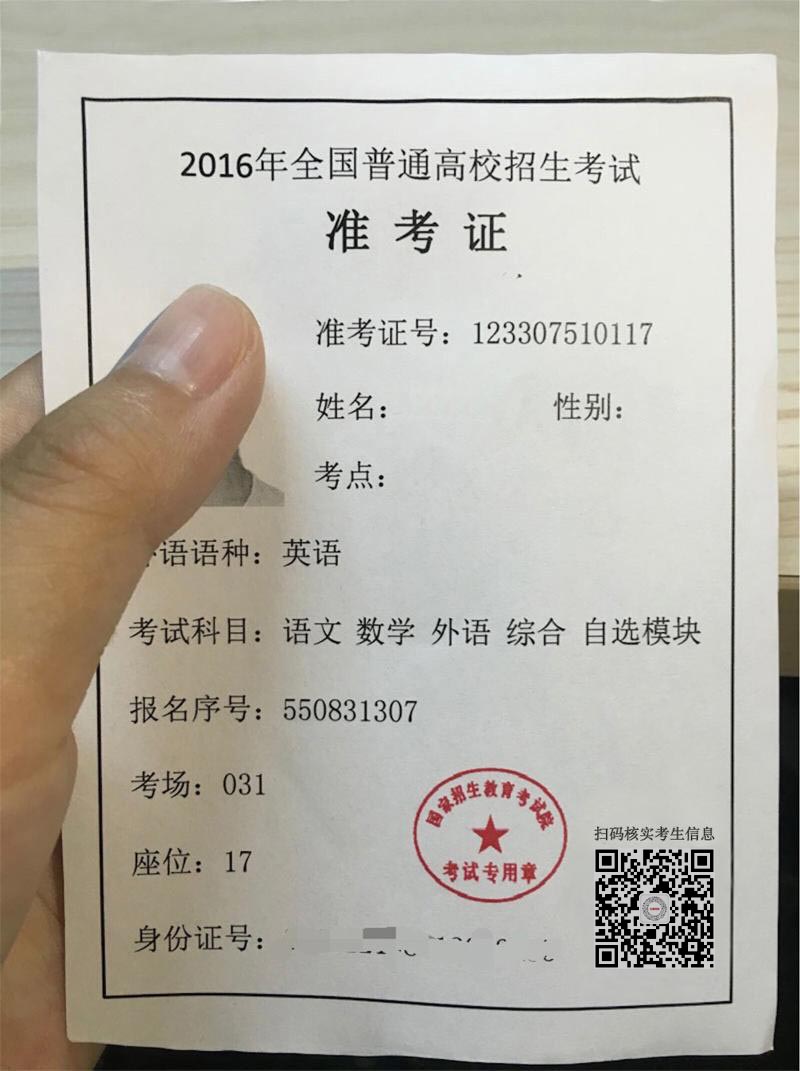 2016年全国普通高校招生考试
准考证
准考证号：123307510117
姓名： 性别：
考点：
语语种：英语
考试科目：语文 数学 外语 综合 自选模块
报名序号：550831307
考场：031
国家招生教育考试院
考试专用章
扫码核实考生信息
座位：17
身份证号：